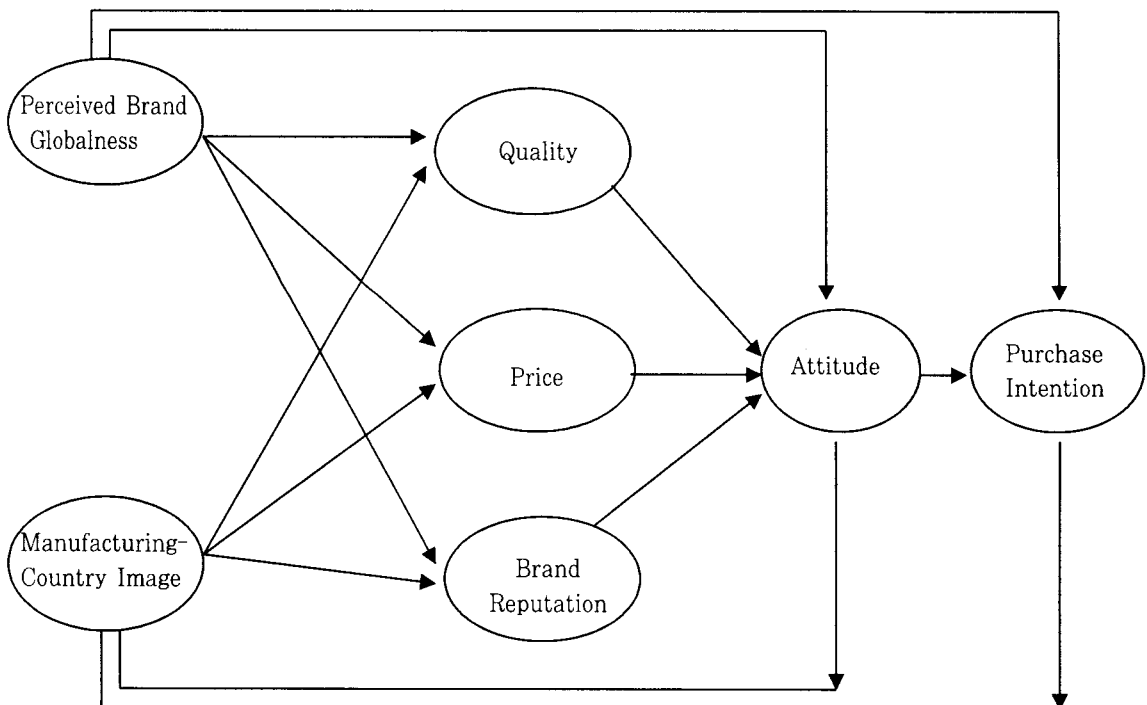 Perceived Brand
Globalness
Quality
Price
Attitude
Purchase
Intention
Manufacturing-
Country Image
Brand
Reputation